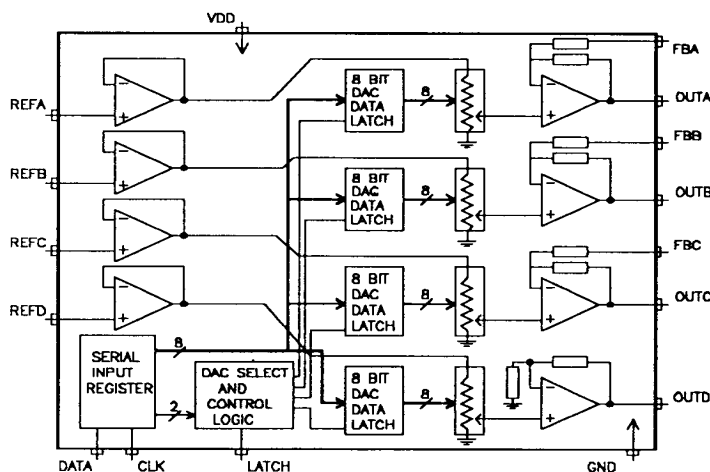 VDD
FBA
REFA
8 BIT
DAC
DATA
LATCH
8
OUTA
FBB
REFB
8 BIT
DAC
DATA
LATCH
8
OUTB
FBC
REFC
8 BIT
DAC
DATA
LATCH
8
OUTC
REFD
SERIAL
INPUT
REGISTER
8
2
DAC SELECT
AND
CONTROL
LOGIC
8 BIT
DAC
DATA
LATCH
8
OUTD
DATA
CLK
LATCH
GND